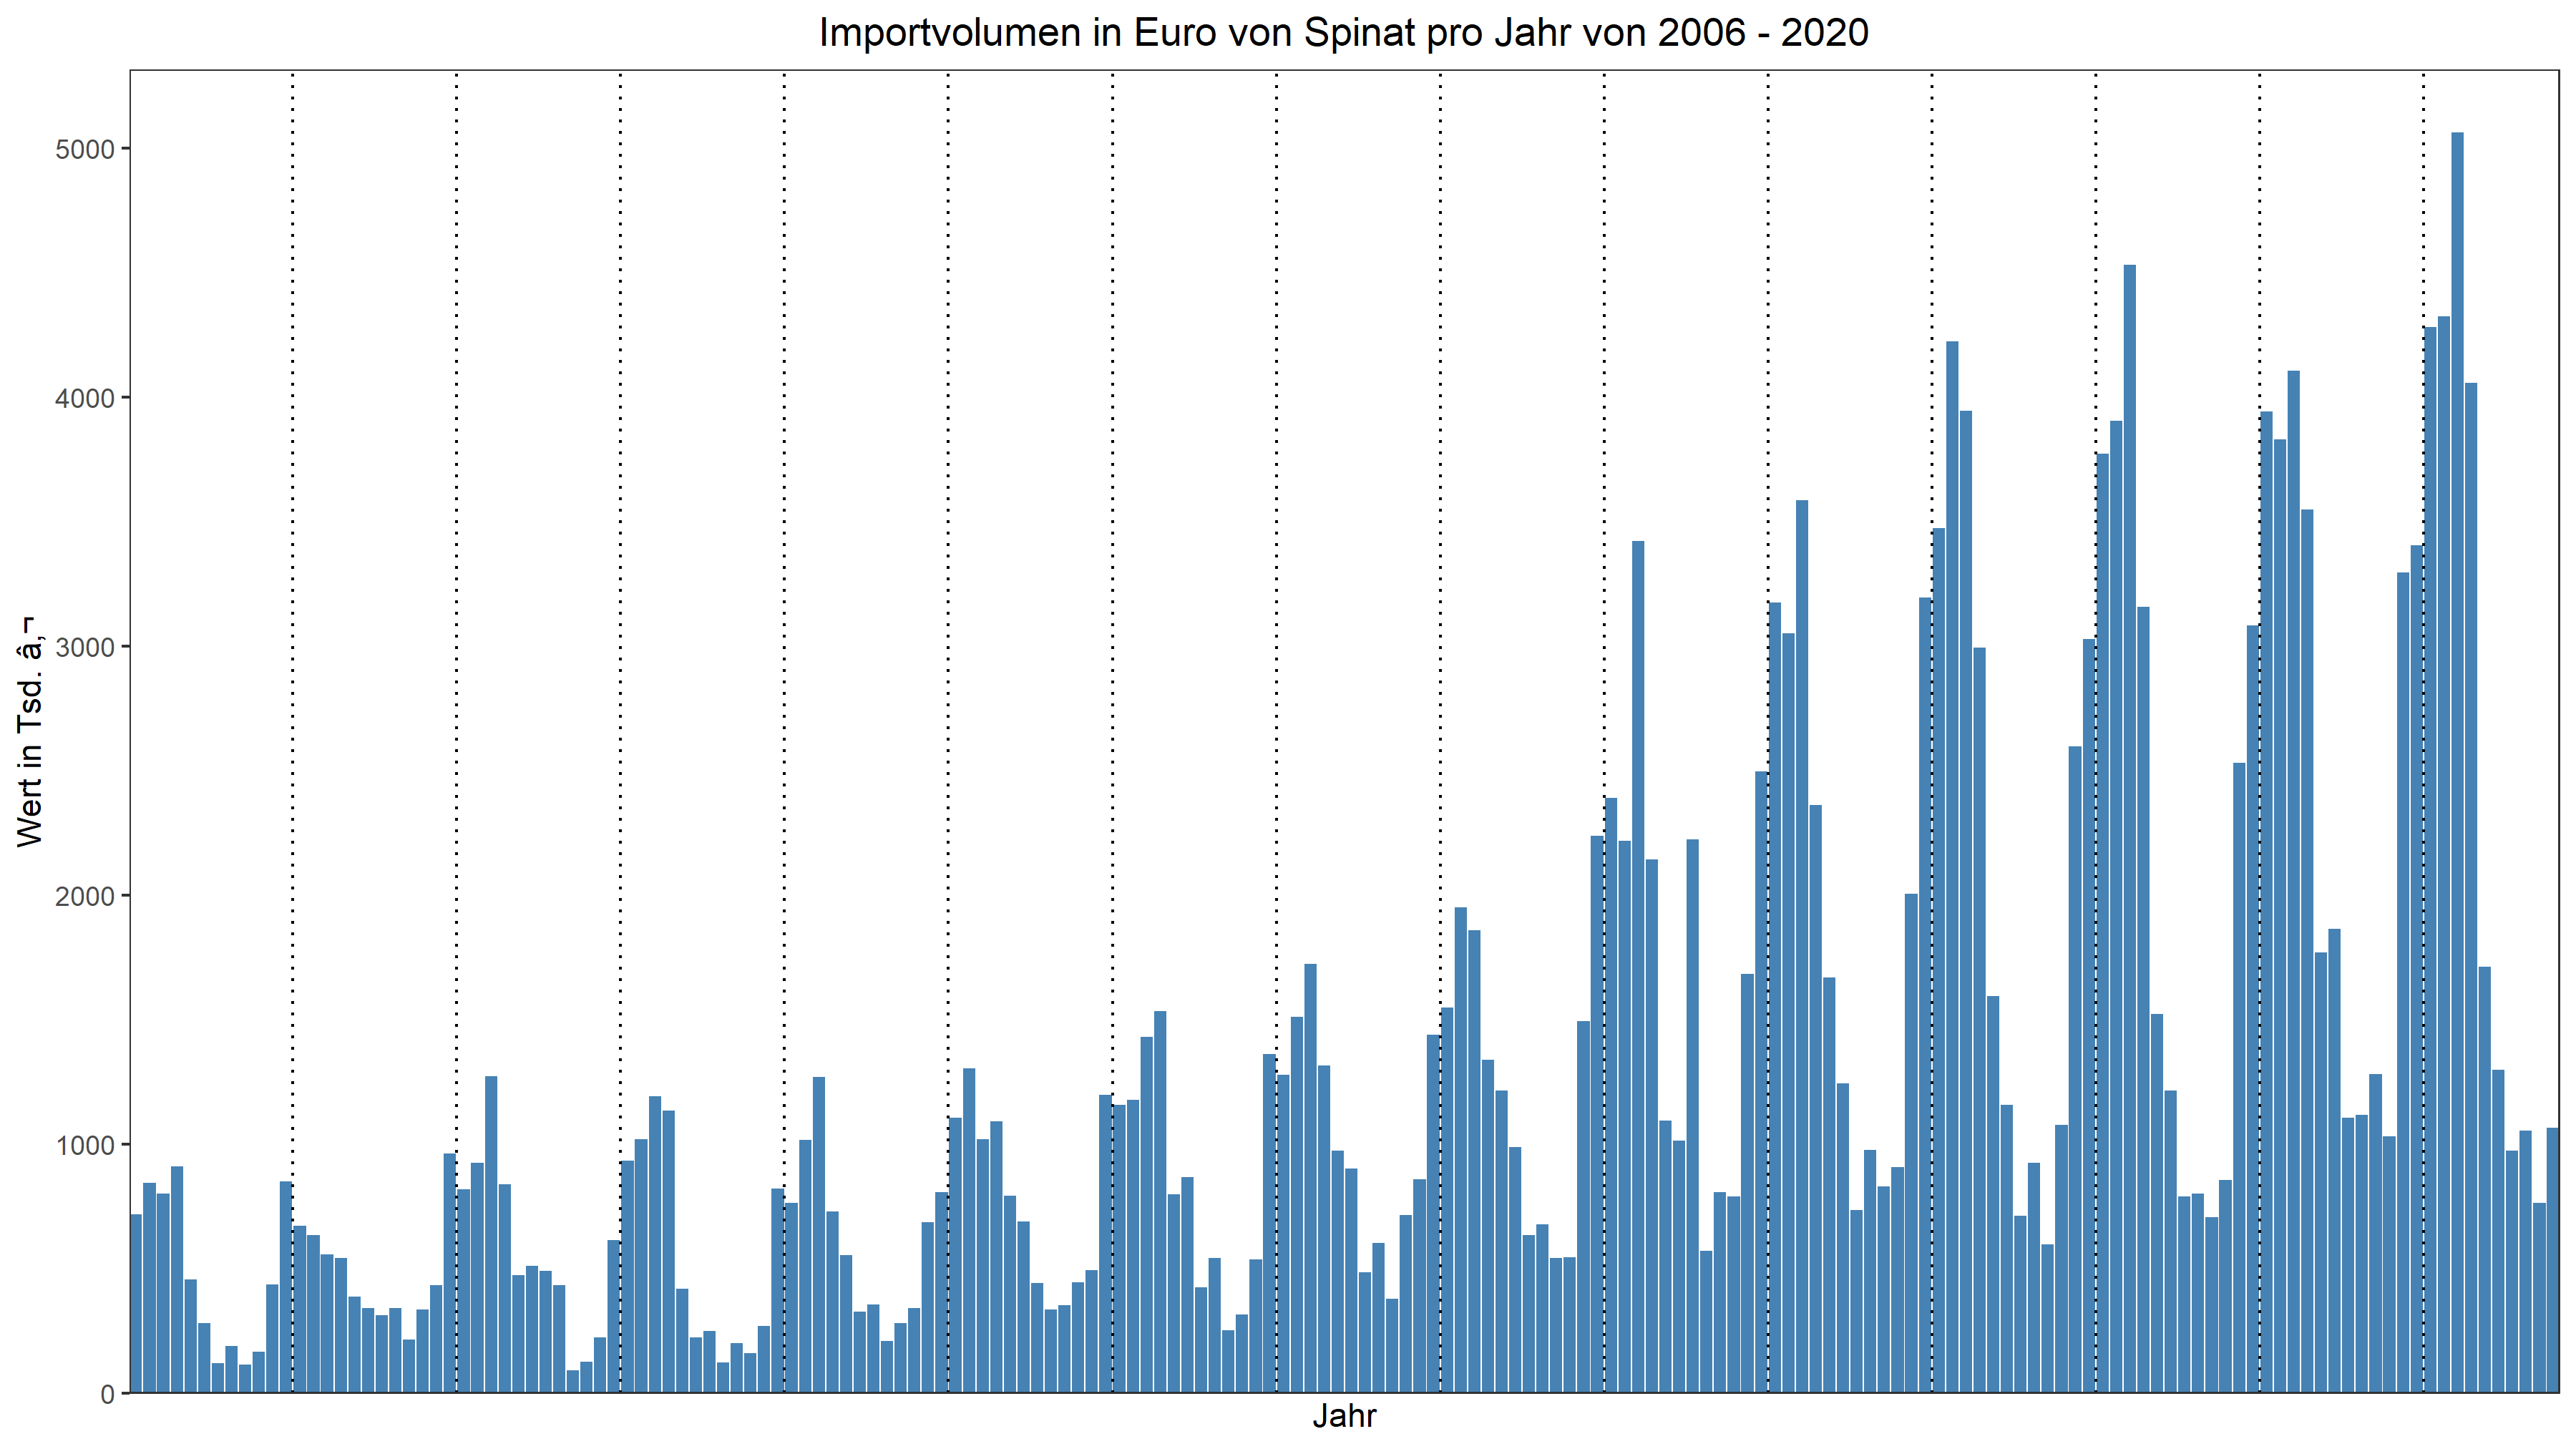 Importvolumen in Euro von Spinat pro Jahr von 2006 - 2020
Wert in Tsd. â‚¬
5000
4000
3000
2000
1000
0
Jahr